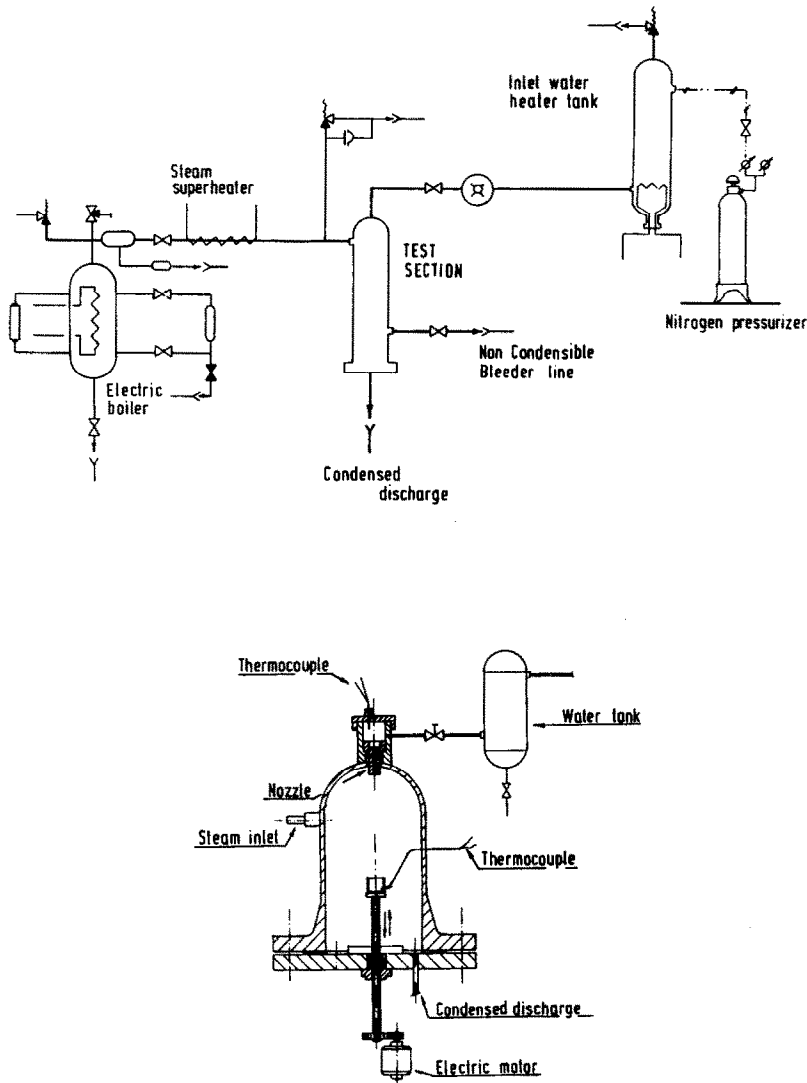 Inlet water
heater tank
Steam
superheater
TEST
SECTION
Nitrogen pressurizer
Non Condensible
Bleeder line
Electric
boiler
Condensed
discharge
Thermocouple
Water tank
Nozzle
Steam inlet
Thermocouple
Condensed discharge
Electric motor